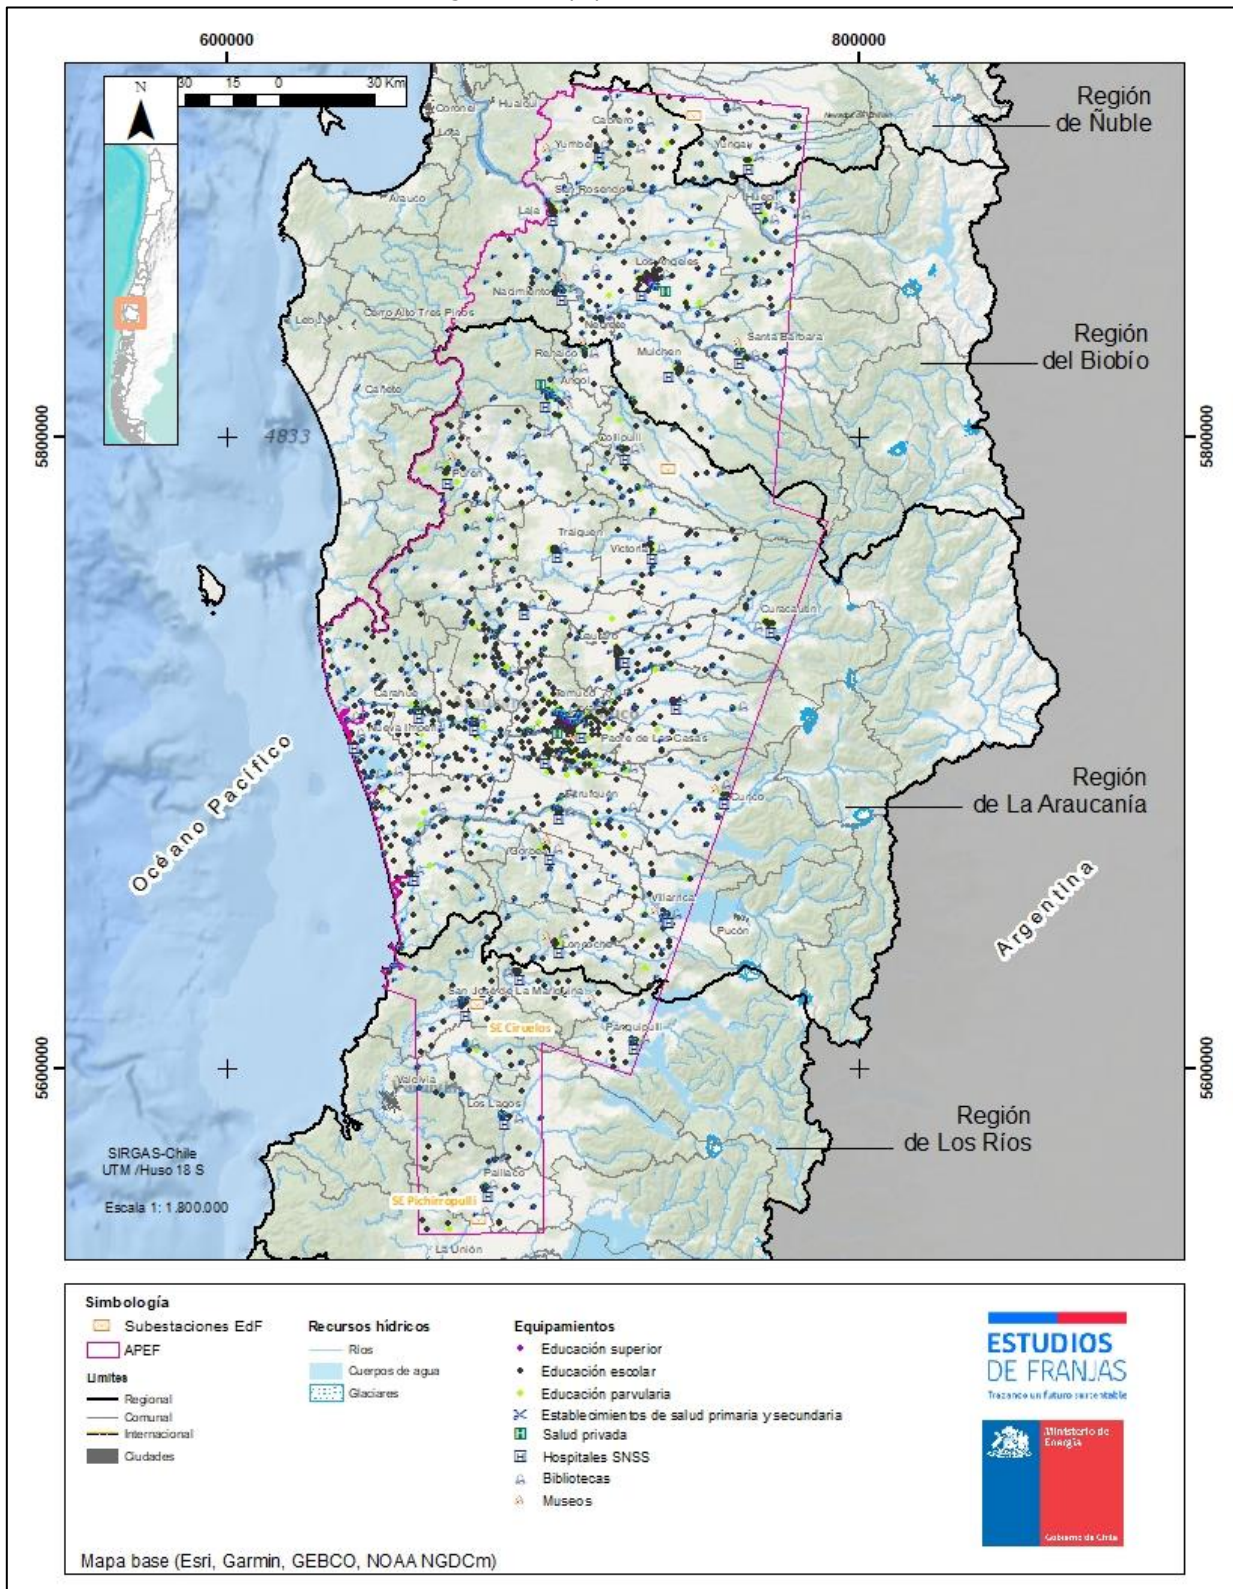 600000
800000
N
30 15 0 30 Km
Coronel
Hualqui
Lota
Cabrero
Yumbel
Yungay
Región
de Ñuble
San Rosendo
Huépil
Arauco
Laja
Los Angeles
Nacimiento
Cerro Alto Tres Pinos
Lebu
Negrete
Santa Bárbara
Región
del Biobío
Renaico
Mulchen
Angol
Cañete
5800000
5800000
4833
Collipulli
Purén
Traiguén
Victoria
Curacautín
Lautaro
Carahue
Temuco
Nueva Imperial
Padre de Las Casas
Océano Pacífico
Región
de La Araucanía
Cunco
Pitrufquén
Gorbea
Argentina
Villarrica
Pucón
Loncoche
San José de La Mariquina
SE Ciruelos
Panguipulli
5600000
5600000
Valdivia
Los Lagos
Región
de Los Ríos
SIRGAS-Chile
UTM /Huso 18 S
Paillaco
SE Pichirropulli
Escala 1: 1.800.000
La Unión
Simbología
Subestaciones EdF
APEF
Límites
Regional
Comunal
Internacional
Ciudades
Recursos hídricos
Ríos
Cuerpos de agua
Glaciares
Equipamientos
Educación superior
Educación escolar
Educación parvularia
Establecimientos de salud primaria y secundaria
Salud privada
Hospitales SNSS
Bibliotecas
Museos
ESTUDIOS
DE FRANJAS
Trazando un futuro sustentable
Ministerio de
Energía
Gobierno de Chile
Mapa base (Esri, Garmin, GEBCO, NOAA NGDCm)